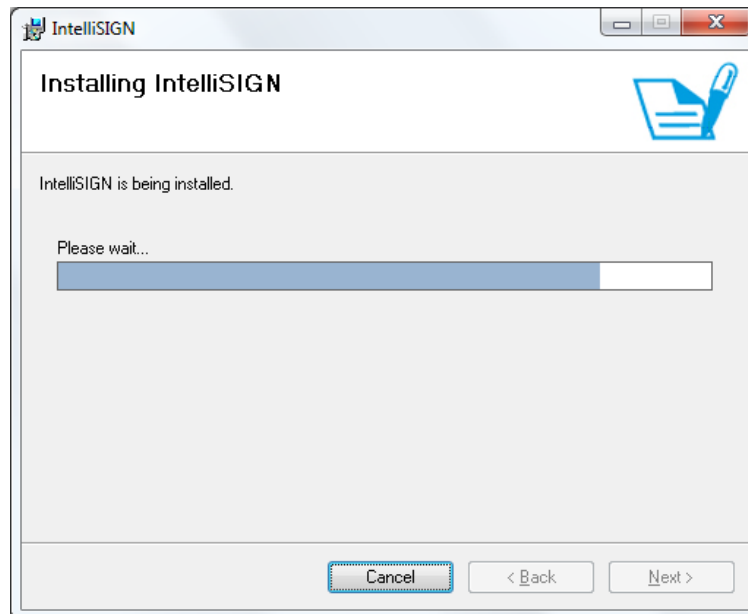 IntelliSIGN
Installing IntelliSIGN
IntelliSIGN is being installed.
Please wait...
Cancel
< Back
Next >